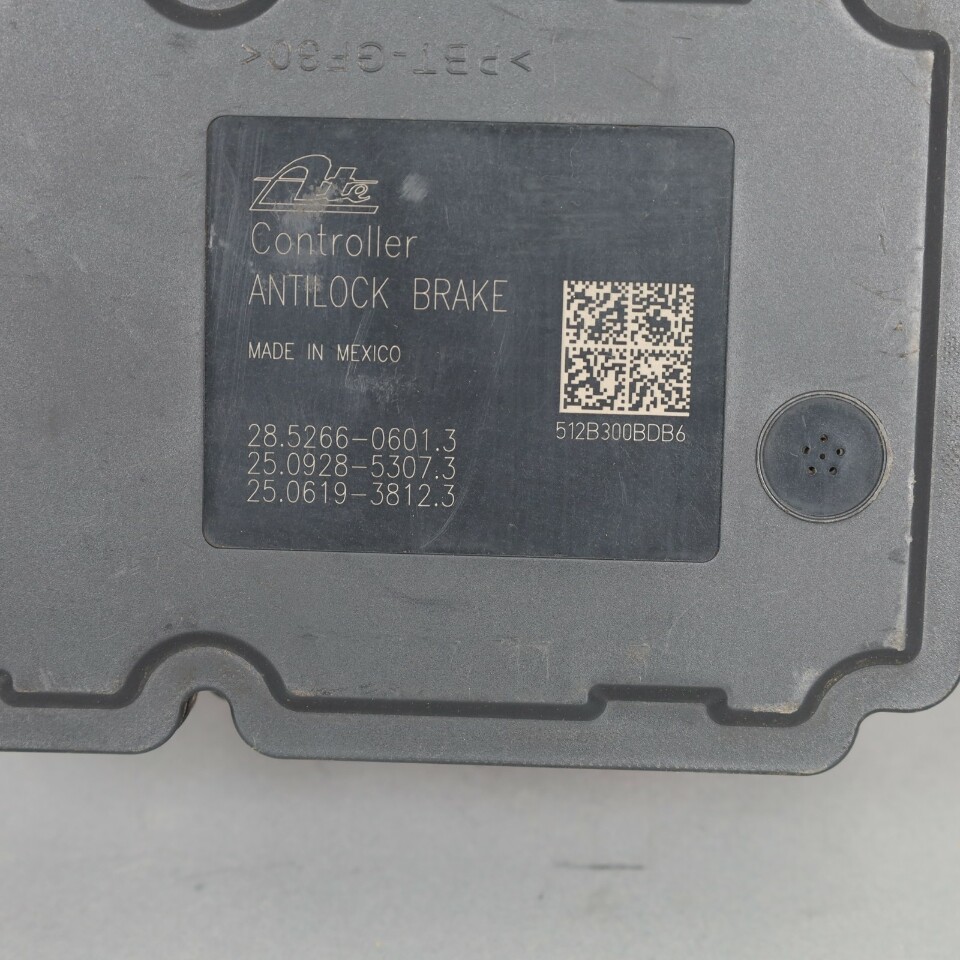 >PBT-GF30<
Ate
Controller
ANTILOCK BRAKE
MADE IN MEXICO
512B300BDB6
28.5266-0601.3
25.0928-5307.3
25.0619-3812.3